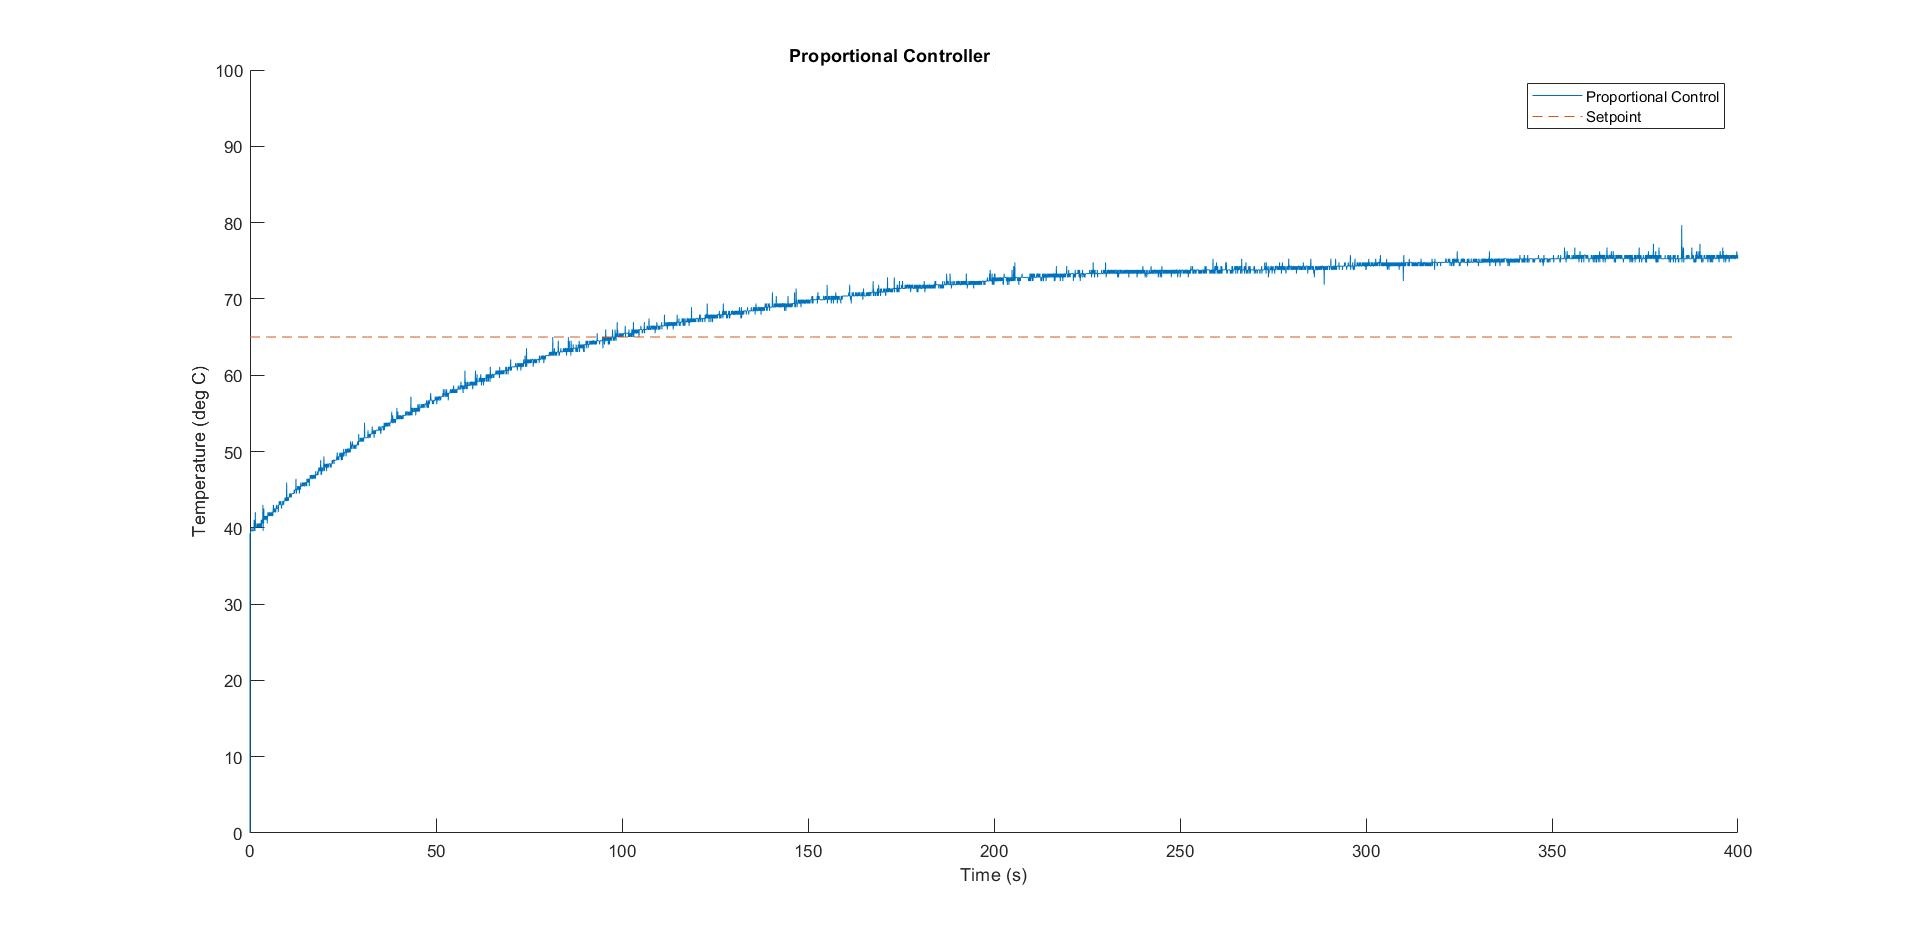 Proportional Controller
100
90
80
70
60
50
40
30
20
10
0
Temperature (deg C)
Proportional Control
Setpoint
0 50 100 150 200 250 300 350 400
Time (s)